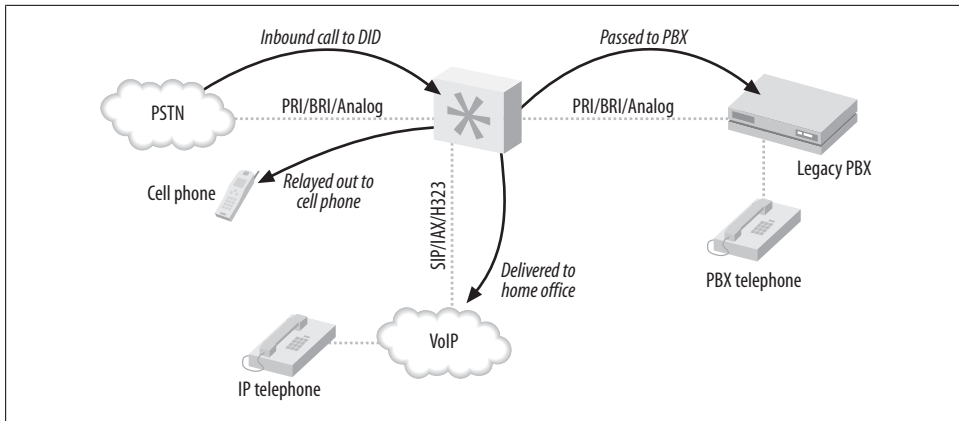 Inbound call to DID
Passed to PBX
PSTN
PRI/BRI/Analog
PRI/BRI/Analog
Legacy PBX
Cell phone
Relayed out to
cell phone
SIP/IAX/H323
Delivered to
home office
PBX telephone
VoIP
IP telephone